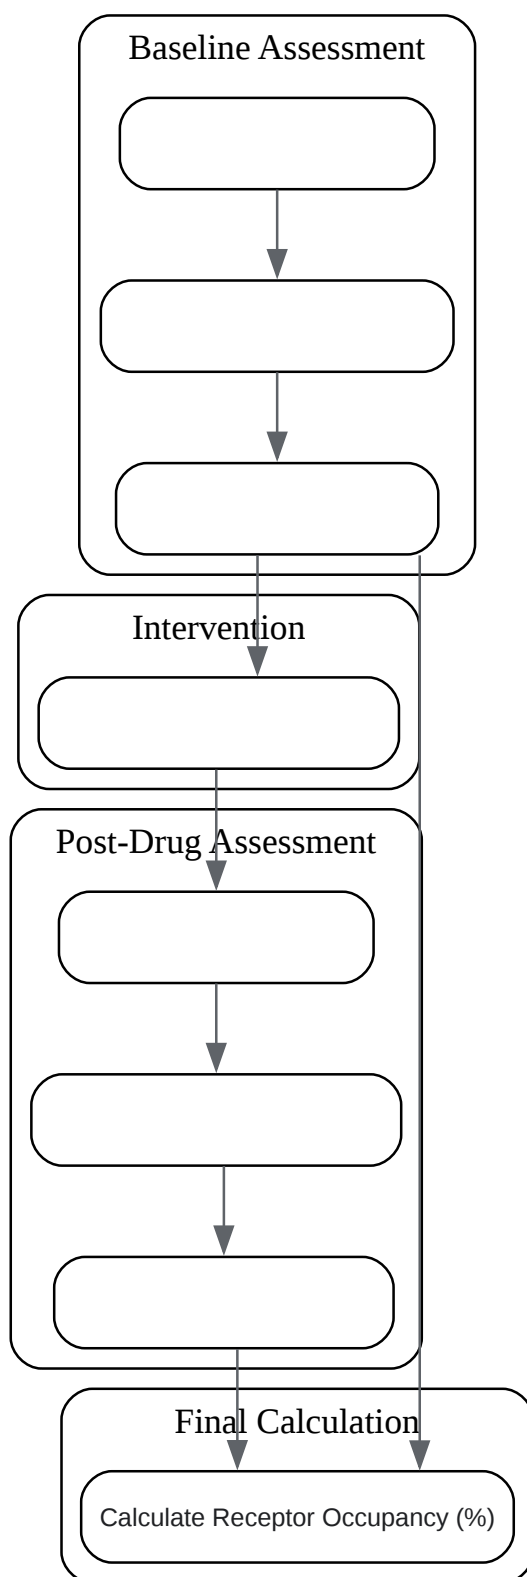 Baseline Assessment
Intervention
Post-Drug Assessment
Final Calculation
Calculate Receptor Occupancy (%)